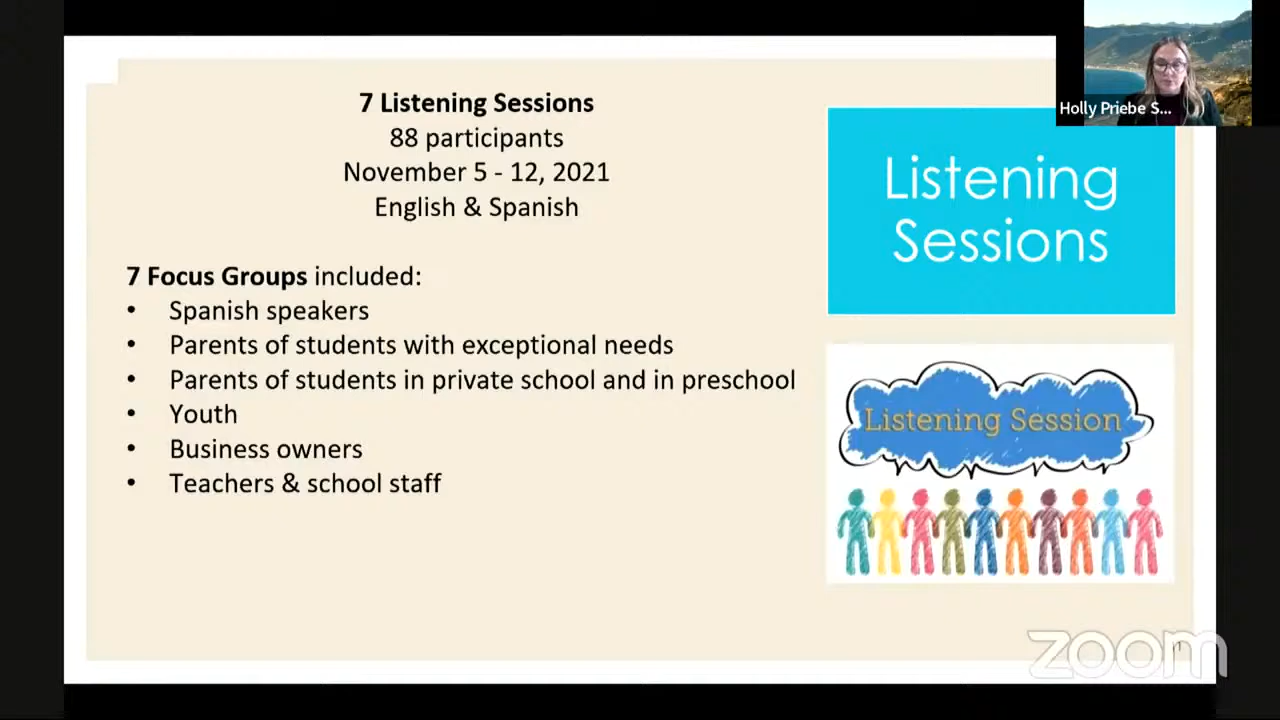 7 Listening Sessions
88 participants
November 5 - 12, 2021
English & Spanish
7 Focus Groups included:
• Spanish speakers
• Parents of students with exceptional needs
• Parents of students in private school and in preschool
• Youth
• Business owners
• Teachers & school staff
Holly Priebe S...
Listening
Sessions
Listening Session
zoom